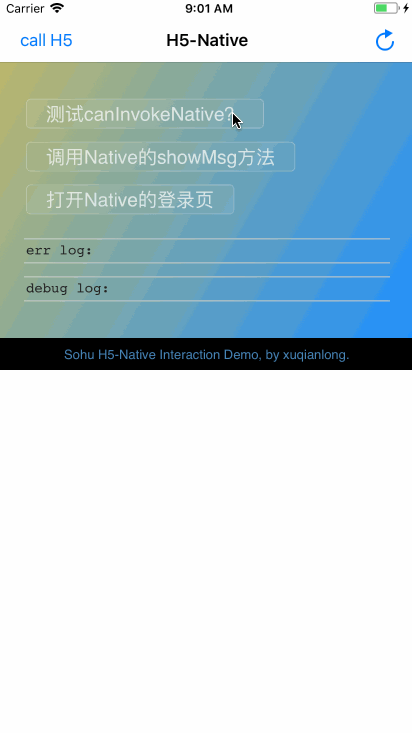 Carrier 9:01 AM
call H5 H5-Native
测试canInvokeNative?
调用Native的showMsg方法
打开Native的登录页
err log:
debug log:
Sohu H5-Native Interaction Demo, by xuqianlong.